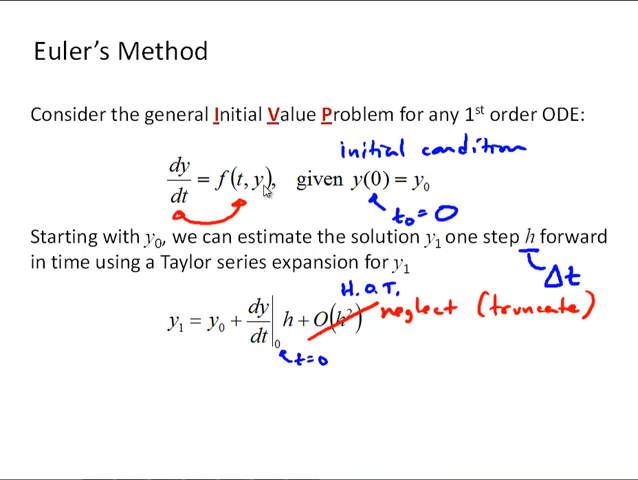 Euler's Method
Consider the general Initial Value Problem for any 1st order ODE:
initial condition
dy/dt = f(t, y), given y(0) = y₀
t₀ = 0
Starting with y₀, we can estimate the solution y₁ one step h forward
in time using a Taylor series expansion for y₁
Δt
H.O.T.
y₁ = y₀ + dy/dt|₀ h + O(h²) neglect (truncate)
t=0